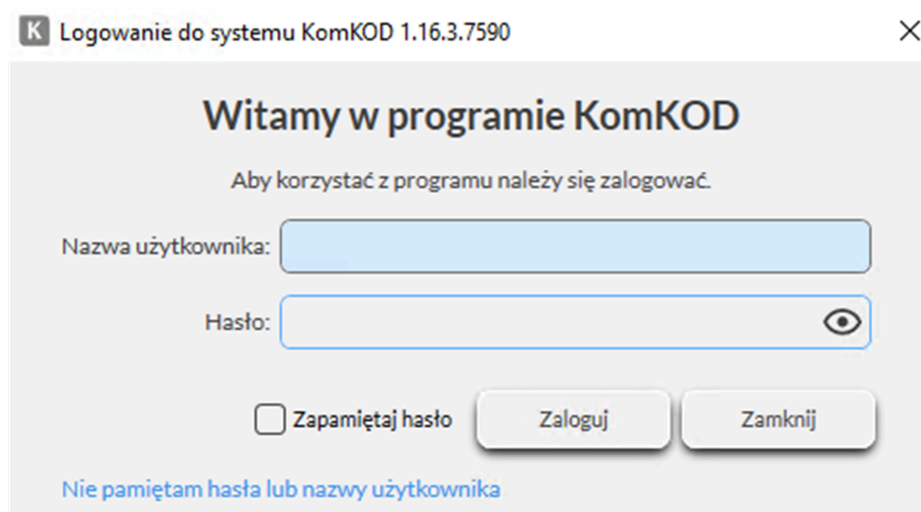 K Logowanie do systemu KomKOD 1.16.3.7590
Witamy w programie KomKOD
Aby korzystać z programu należy się zalogować.
Nazwa użytkownika:
Hasło:
Zapamiętaj hasło Zaloguj Zamknij
Nie pamiętam hasła lub nazwy użytkownika